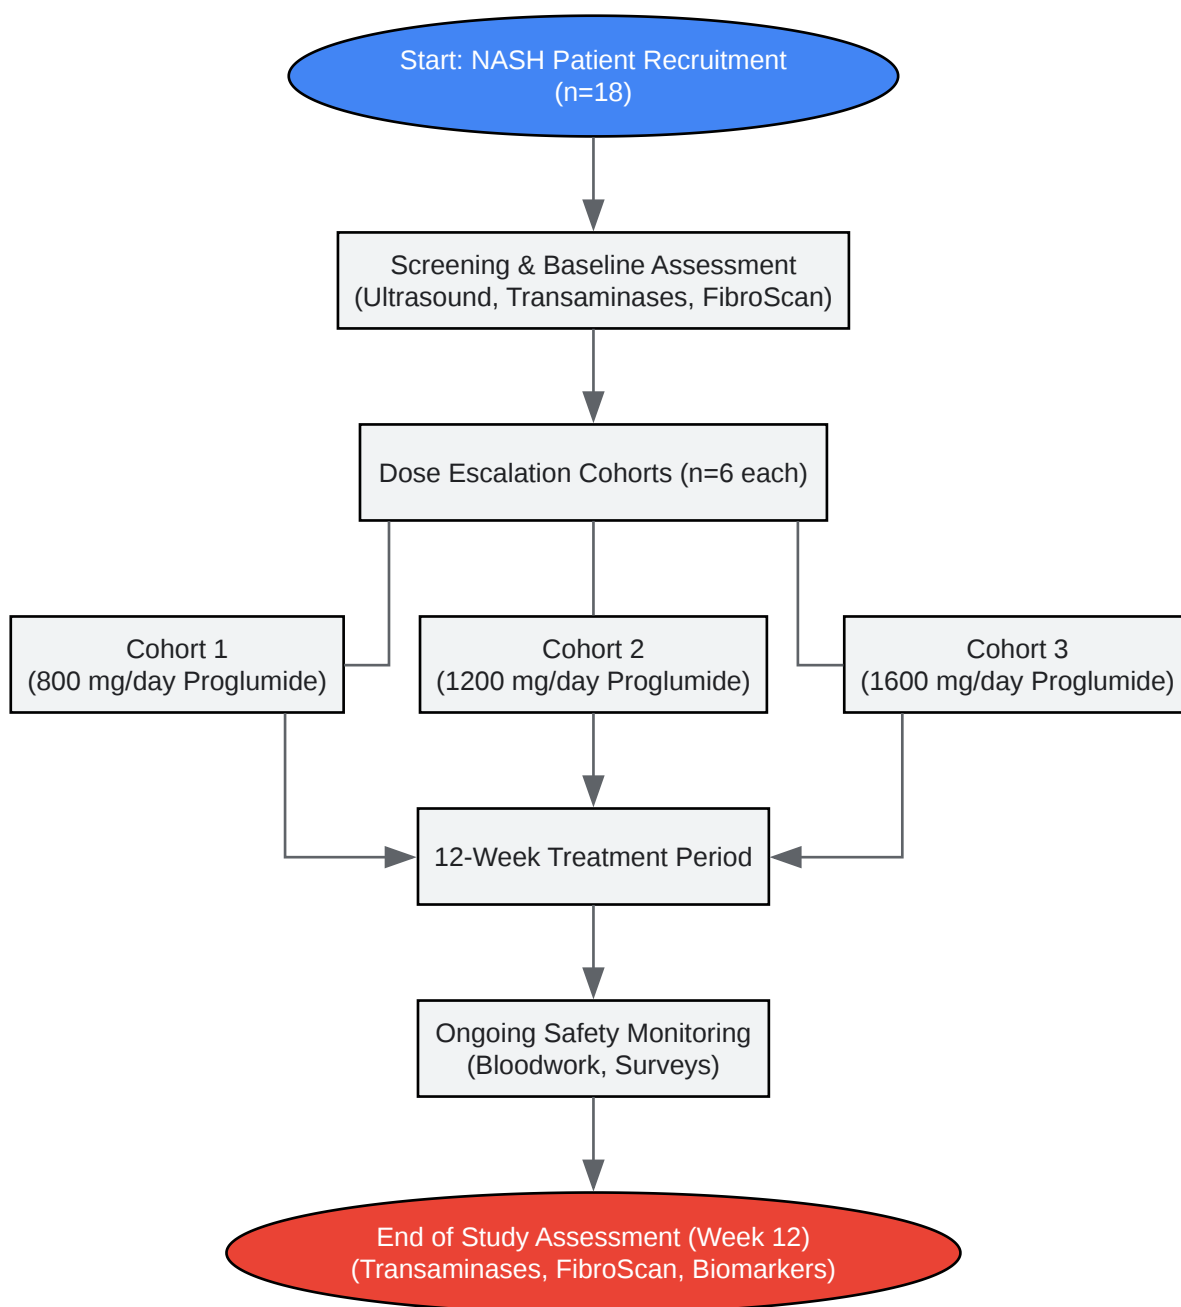 Start: NASH Patient Recruitment
(n=18)
Screening & Baseline Assessment
(Ultrasound, Transaminases, FibroScan)
Dose Escalation Cohorts (n=6 each)
Cohort 1
(800 mg/day Proglumide)
Cohort 2
(1200 mg/day Proglumide)
Cohort 3
(1600 mg/day Proglumide)
12-Week Treatment Period
Ongoing Safety Monitoring
(Bloodwork, Surveys)
End of Study Assessment (Week 12)
(Transaminases, FibroScan, Biomarkers)